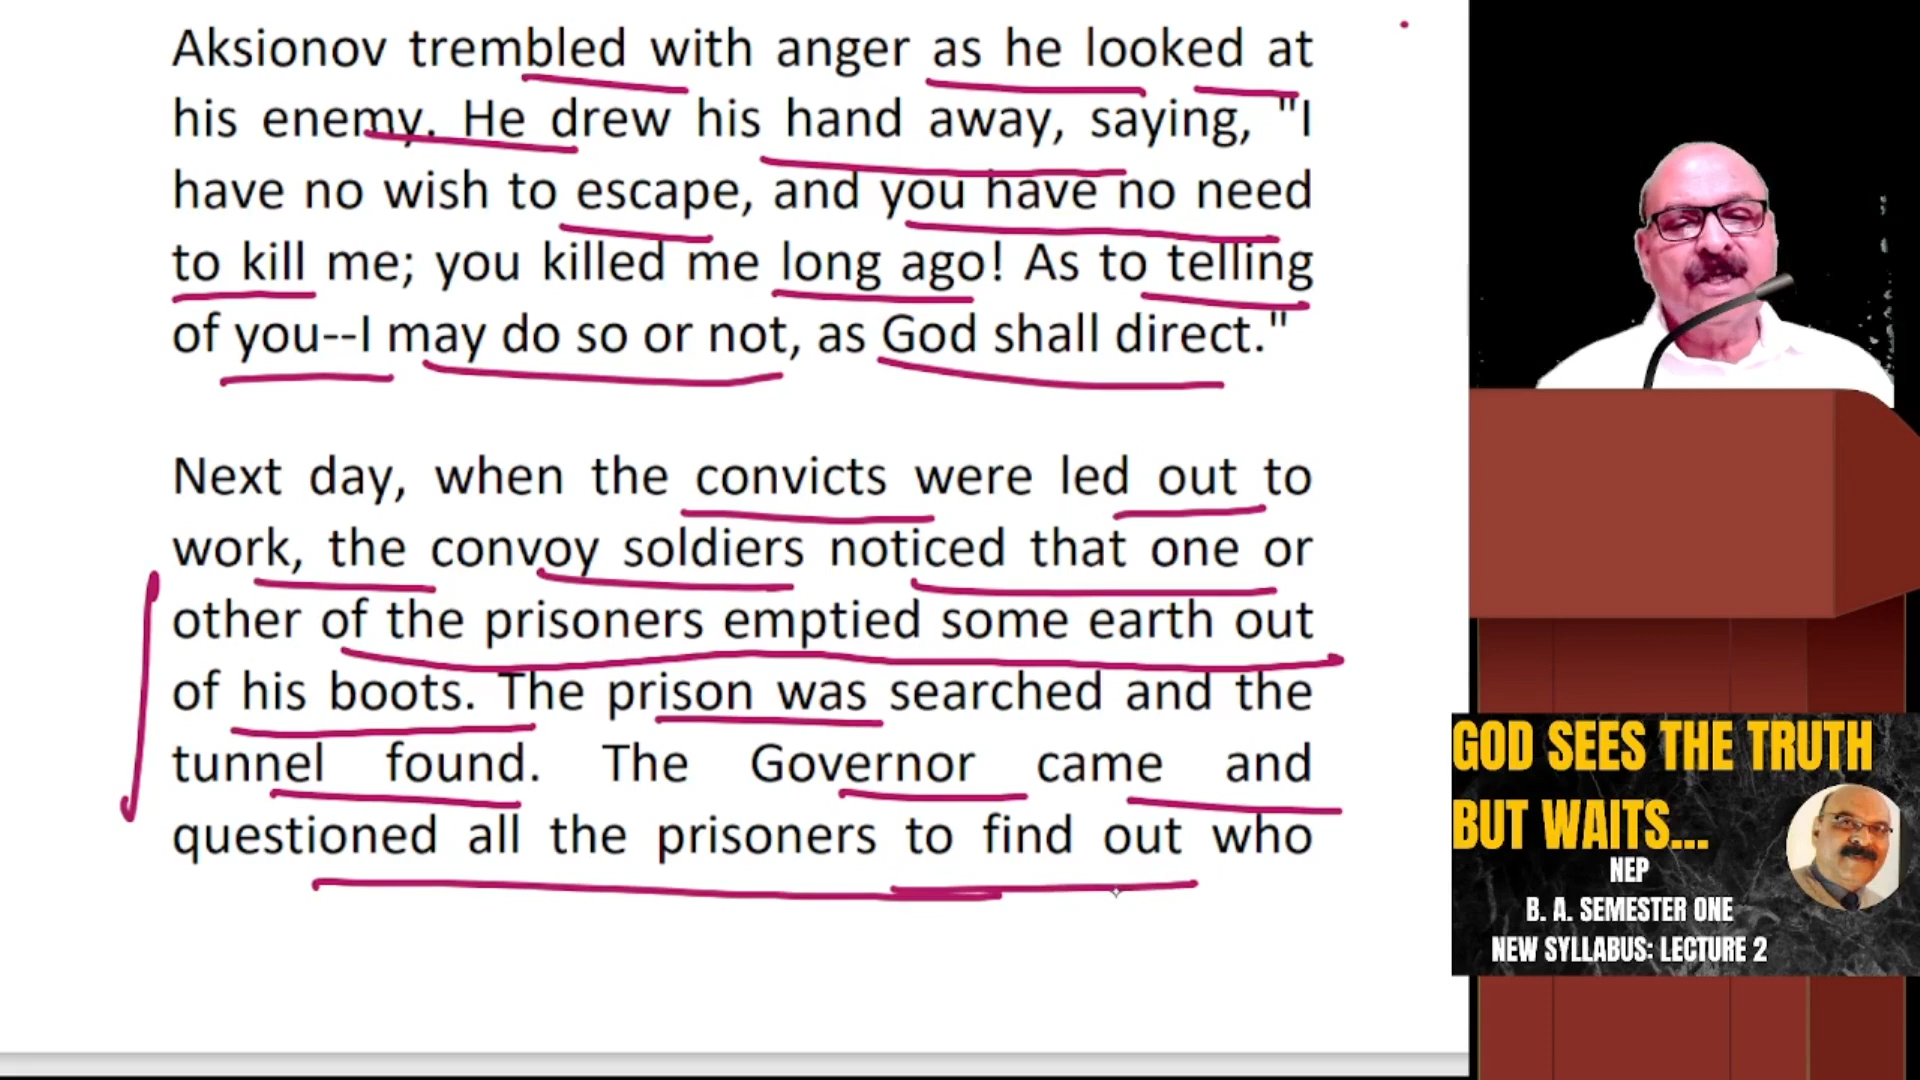 Aksionov trembled with anger as he looked at
his enemy. He drew his hand away, saying, "I
have no wish to escape, and you have no need
to kill me; you killed me long ago! As to telling
of you--I may do so or not, as God shall direct."
Next day, when the convicts were led out to
work, the convoy soldiers noticed that one or
other of the prisoners emptied some earth out
of his boots. The prison was searched and the
tunnel found. The Governor came and
questioned all the prisoners to find out who
GOD SEES THE TRUTH
BUT WAITS...
NEP
B. A. SEMESTER ONE
NEW SYLLABUS: LECTURE 2